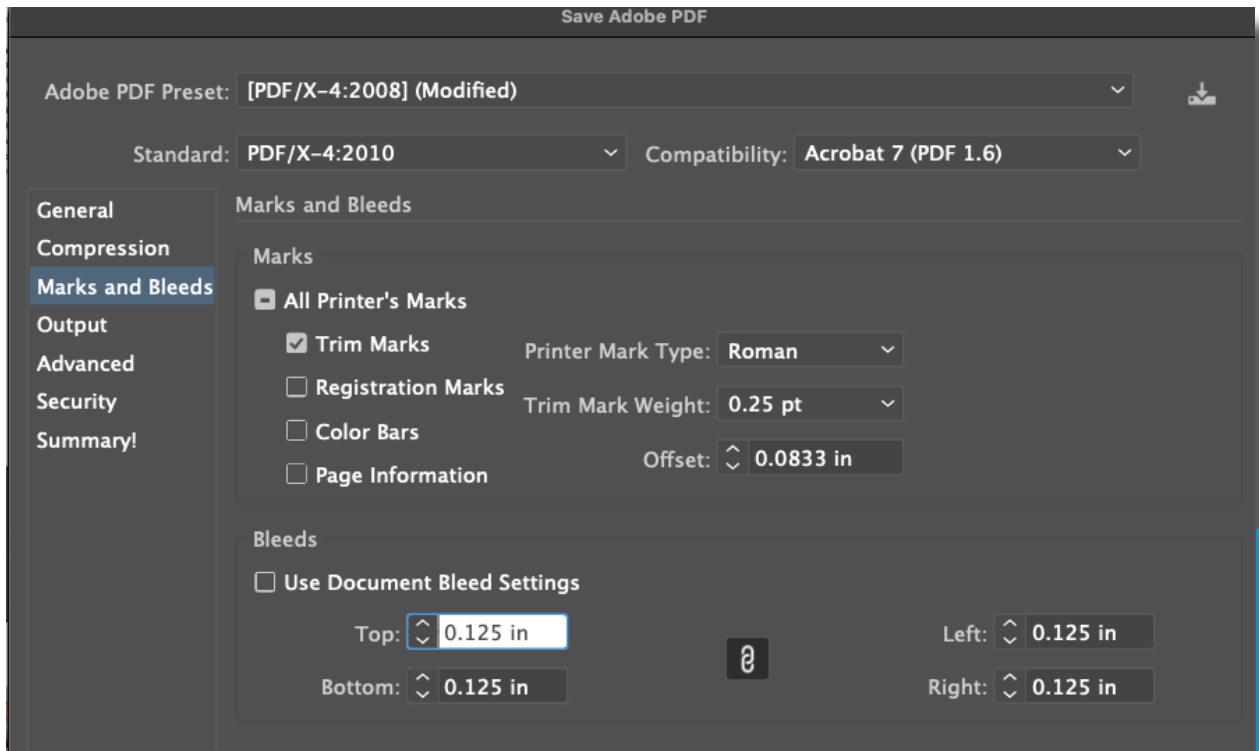 Save Adobe PDF
Adobe PDF Preset: [PDF/X-4:2008] (Modified)
Standard: PDF/X-4:2010 Compatibility: Acrobat 7 (PDF 1.6)
General
Compression
Marks and Bleeds
Output
Advanced
Security
Summary!
Marks and Bleeds
Marks
All Printer's Marks
Trim Marks
Registration Marks
Color Bars
Page Information
Printer Mark Type: Roman
Trim Mark Weight: 0.25 pt
Offset: 0.0833 in
Bleeds
Use Document Bleed Settings
Top: 0.125 in Left: 0.125 in
Bottom: 0.125 in Right: 0.125 in